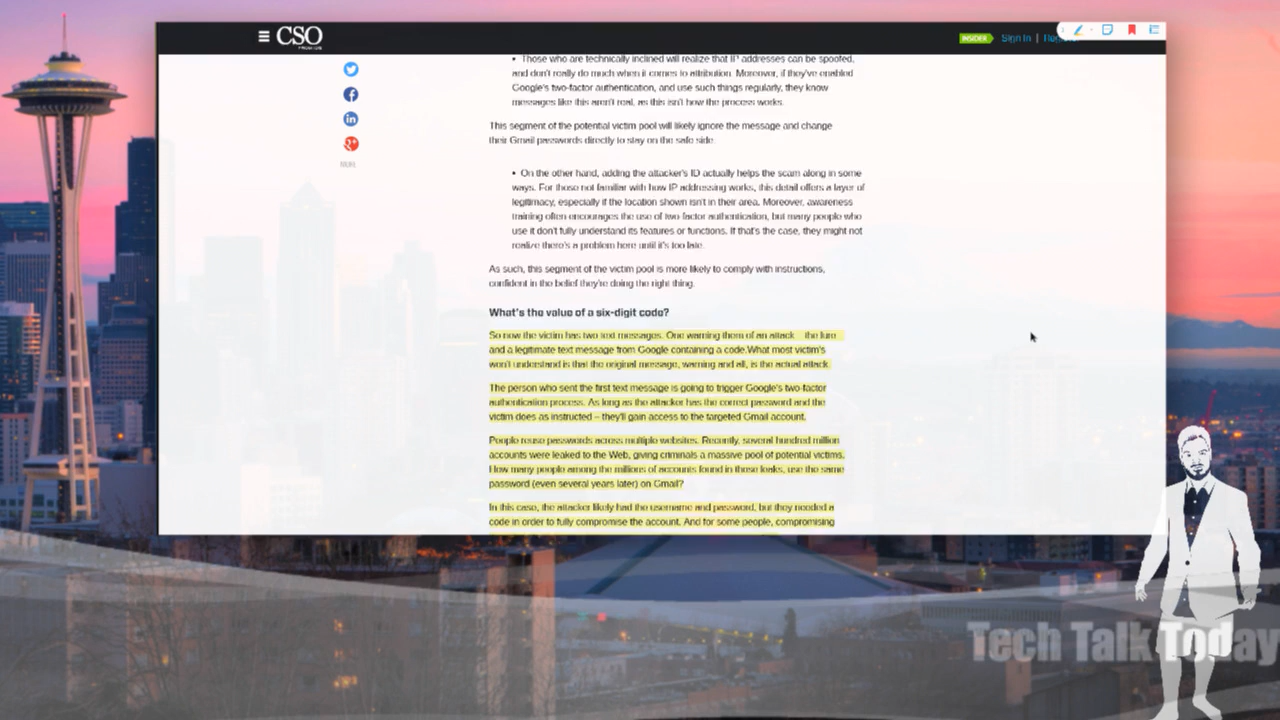 CSO
INSIDER Sign In | Reg
• Those who are technically inclined will realize that IP addresses can be spoofed,
and don't really do much when it comes to attribution. Moreover, if they've enabled
Google's two-factor authentication, and use such things regularly, they know
messages like this aren't real, as this isn't how the process works.
This segment of the potential victim pool will likely ignore the message and change
their Gmail passwords directly to stay on the safe side.
• On the other hand, adding the attacker's ID actually helps the scam along in some
ways. For those not familiar with how IP addressing works, this detail offers a layer of
legitimacy, especially if the location shown isn't in their area. Moreover, awareness
training often encourages the use of two-factor authentication, but many people who
use it don't fully understand its features or functions. If that's the case, they might not
realize there's a problem here until it's too late.
As such, this segment of the victim pool is more likely to comply with instructions,
confident in the belief they're doing the right thing.
What's the value of a six-digit code?
So now the victim has two text messages. One warning them of an attack – the lure –
and a legitimate text message from Google containing a code.What most victim's
won't understand is that the original message, warning and all, is the actual attack.
The person who sent the first text message is going to trigger Google's two-factor
authentication process. As long as the attacker has the correct password and the
victim does as instructed – they'll gain access to the targeted Gmail account.
People reuse passwords across multiple websites. Recently, several hundred million
accounts were leaked to the Web, giving criminals a massive pool of potential victims.
How many people among the millions of accounts found in those leaks, use the same
password (even several years later) on Gmail?
In this case, the attacker likely had the username and password, but they needed a
code in order to fully compromise the account. And for some people, compromising
Tech Talk Today